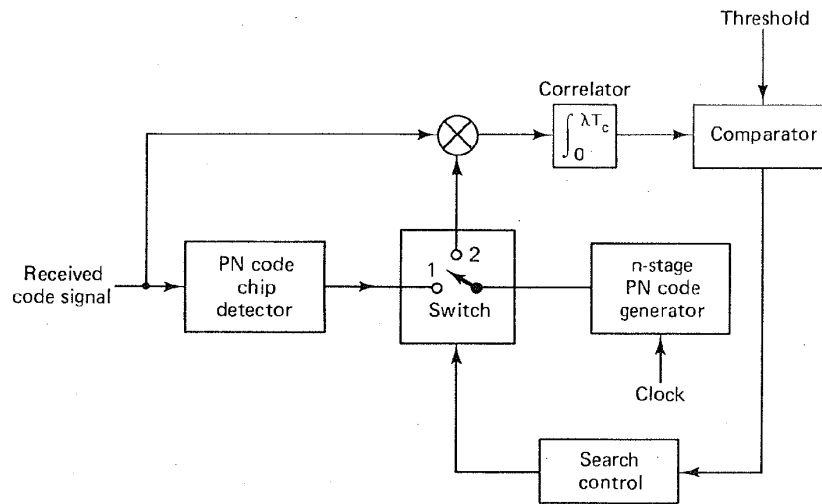 Threshold
Correlator
∫₀^λT_c
Comparator
Received
code signal
PN code
chip
detector
1
2
Switch
n-stage
PN code
generator
Clock
Search
control